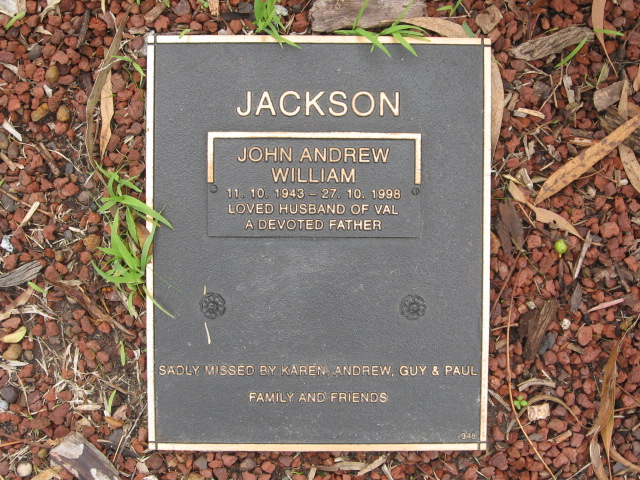 JACKSON
JOHN ANDREW
WILLIAM
11. 10. 1943 – 27. 10. 1998
LOVED HUSBAND OF VAL
A DEVOTED FATHER
SADLY MISSED BY KAREN, ANDREW, GUY & PAUL
FAMILY AND FRIENDS